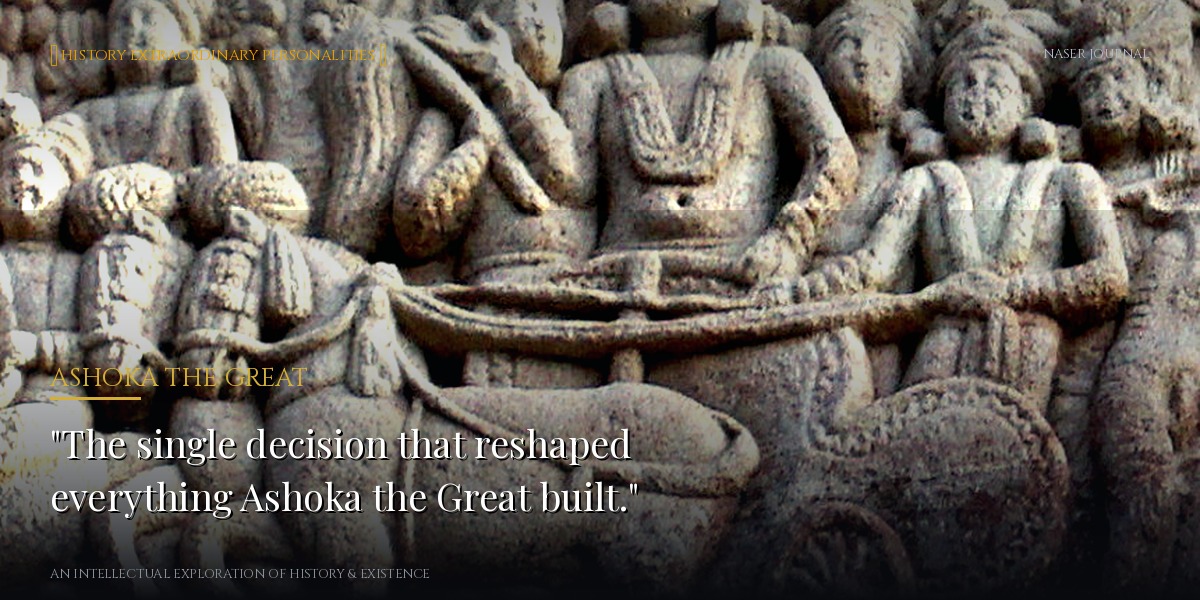 HISTORY EXTRAORDINARY PERSONALITIES
NASER JOURNAL
ASHOKA THE GREAT
"The single decision that reshaped
everything Ashoka the Great built."
AN INTELLECTUAL EXPLORATION OF HISTORY & EXISTENCE